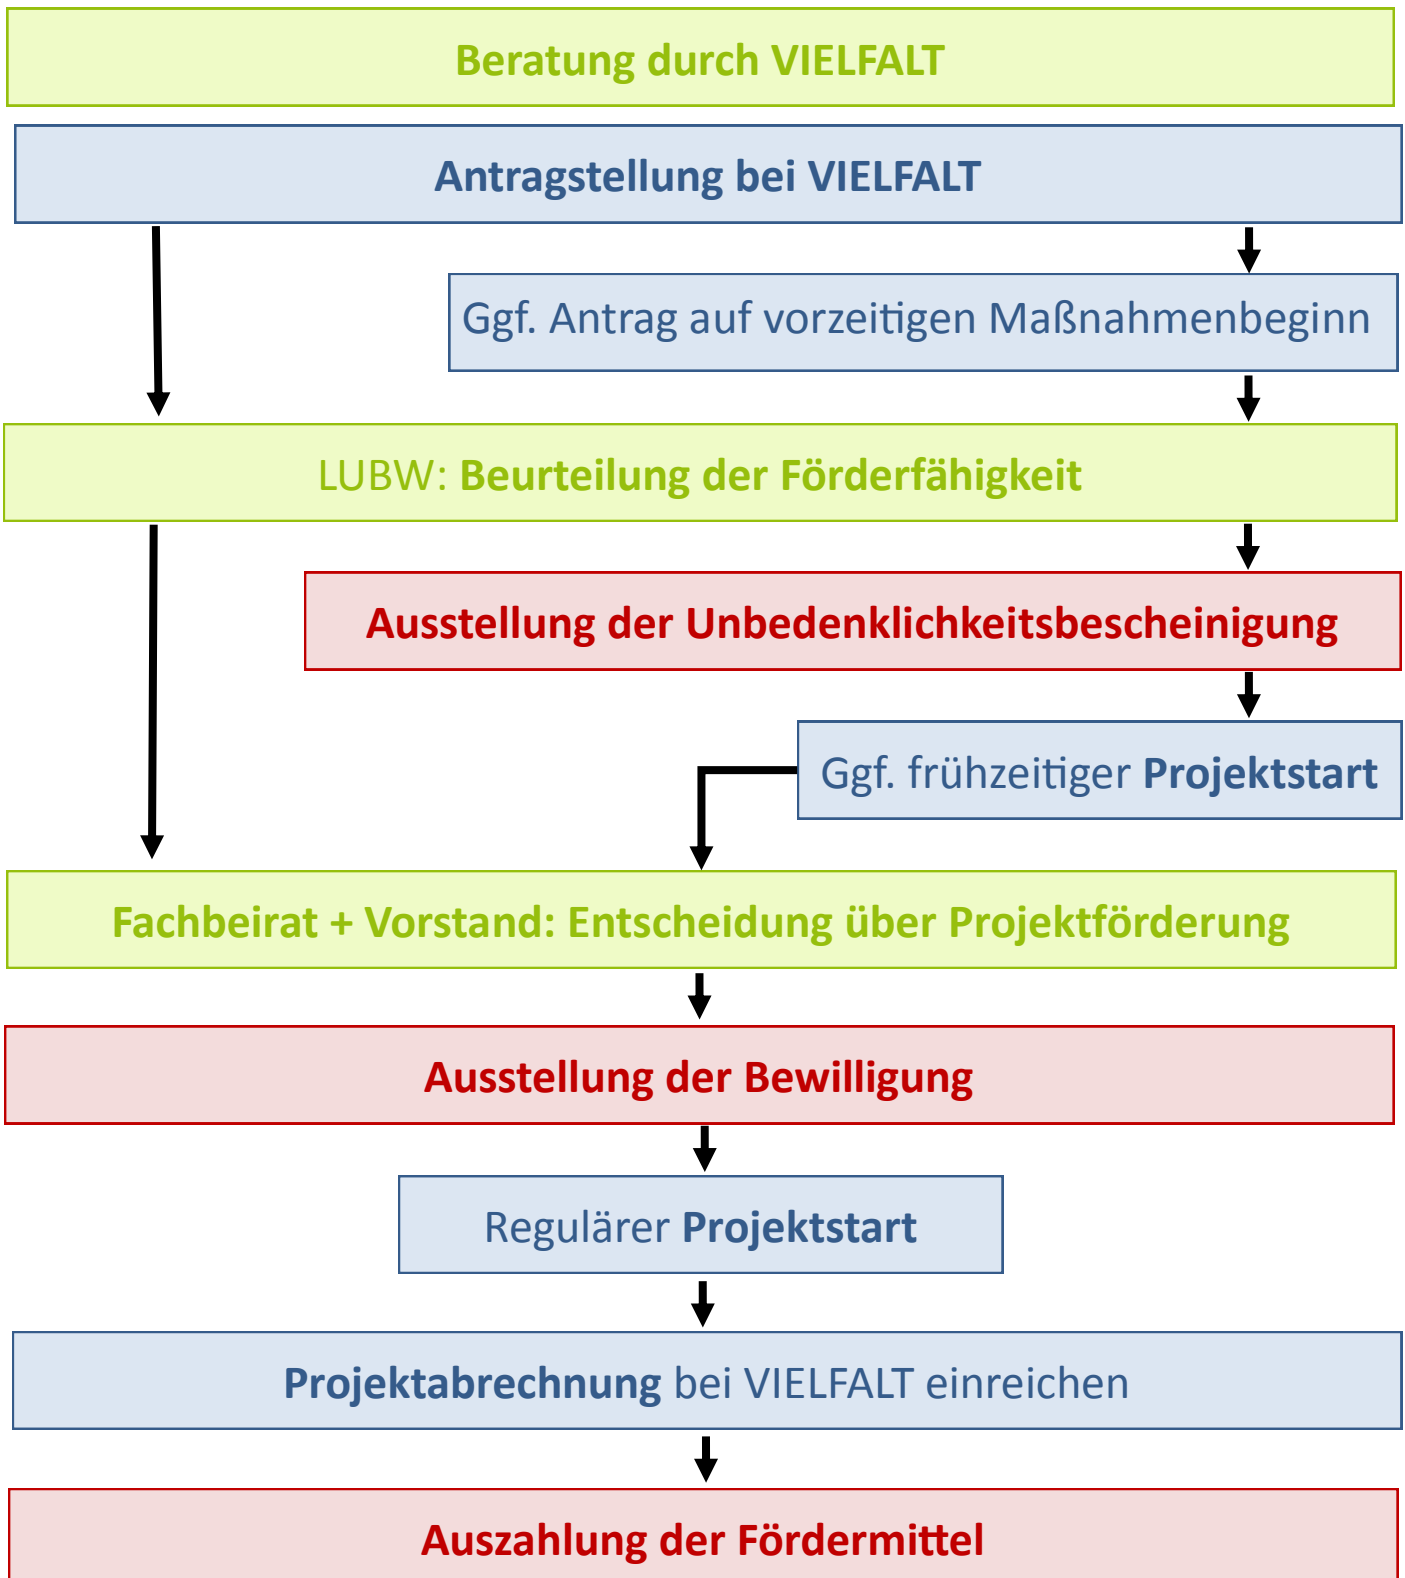 Beratung durch VIELFALT
Antragstellung bei VIELFALT
Ggf. Antrag auf vorzeitigen Maßnahmenbeginn
LUBW: Beurteilung der Förderfähigkeit
Ausstellung der Unbedenklichkeitsbescheinigung
Ggf. frühzeitiger Projektstart
Fachbeirat + Vorstand: Entscheidung über Projektförderung
Ausstellung der Bewilligung
Regulärer Projektstart
Projektabrechnung bei VIELFALT einreichen
Auszahlung der Fördermittel